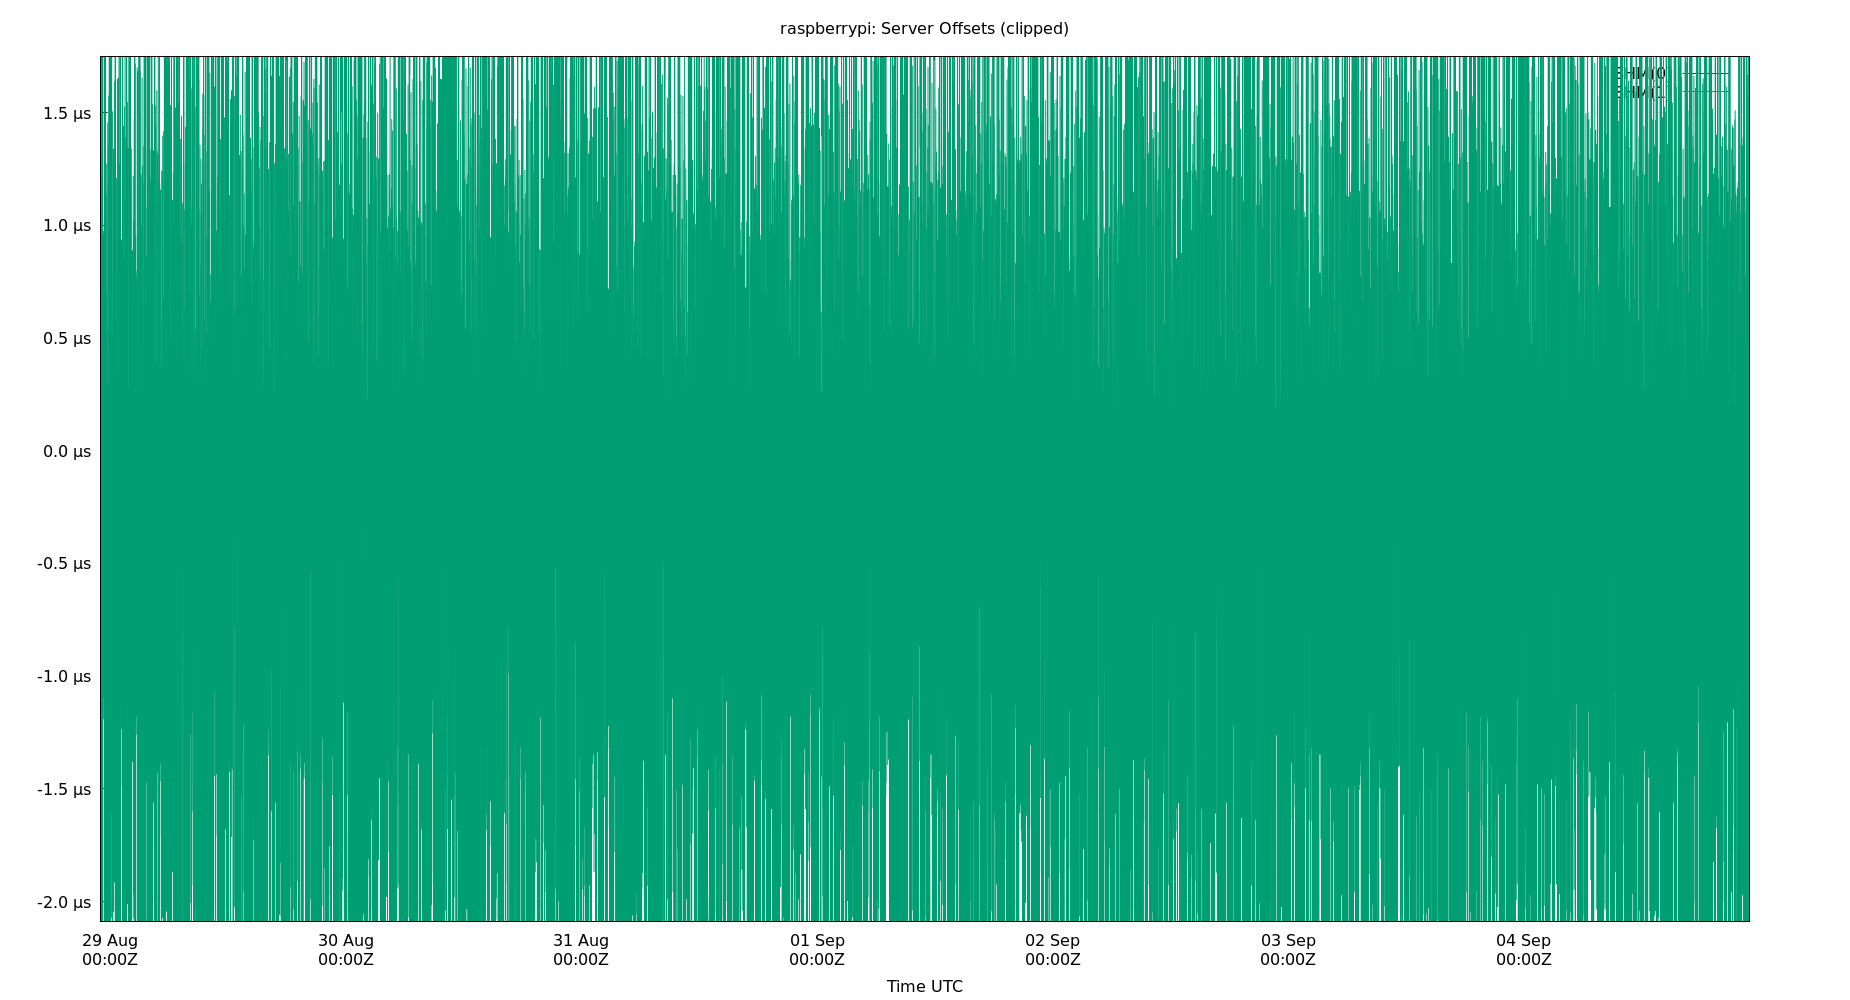 raspberrypi: Server Offsets (clipped)
1.5 µs
1.0 µs
0.5 µs
0.0 µs
-0.5 µs
-1.0 µs
-1.5 µs
-2.0 µs
29 Aug
00:00Z
30 Aug
00:00Z
31 Aug
00:00Z
01 Sep
00:00Z
02 Sep
00:00Z
03 Sep
00:00Z
04 Sep
00:00Z
Time UTC